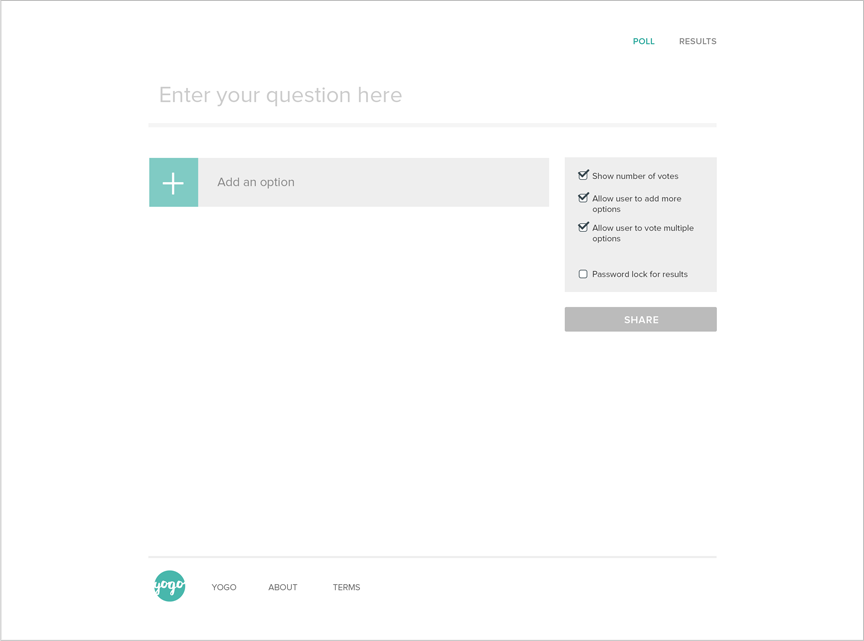 POLL RESULTS
Enter your question here
Add an option
Show number of votes
Allow user to add more
options
Allow user to vote multiple
options
Password lock for results
SHARE
yogo YOGO ABOUT TERMS